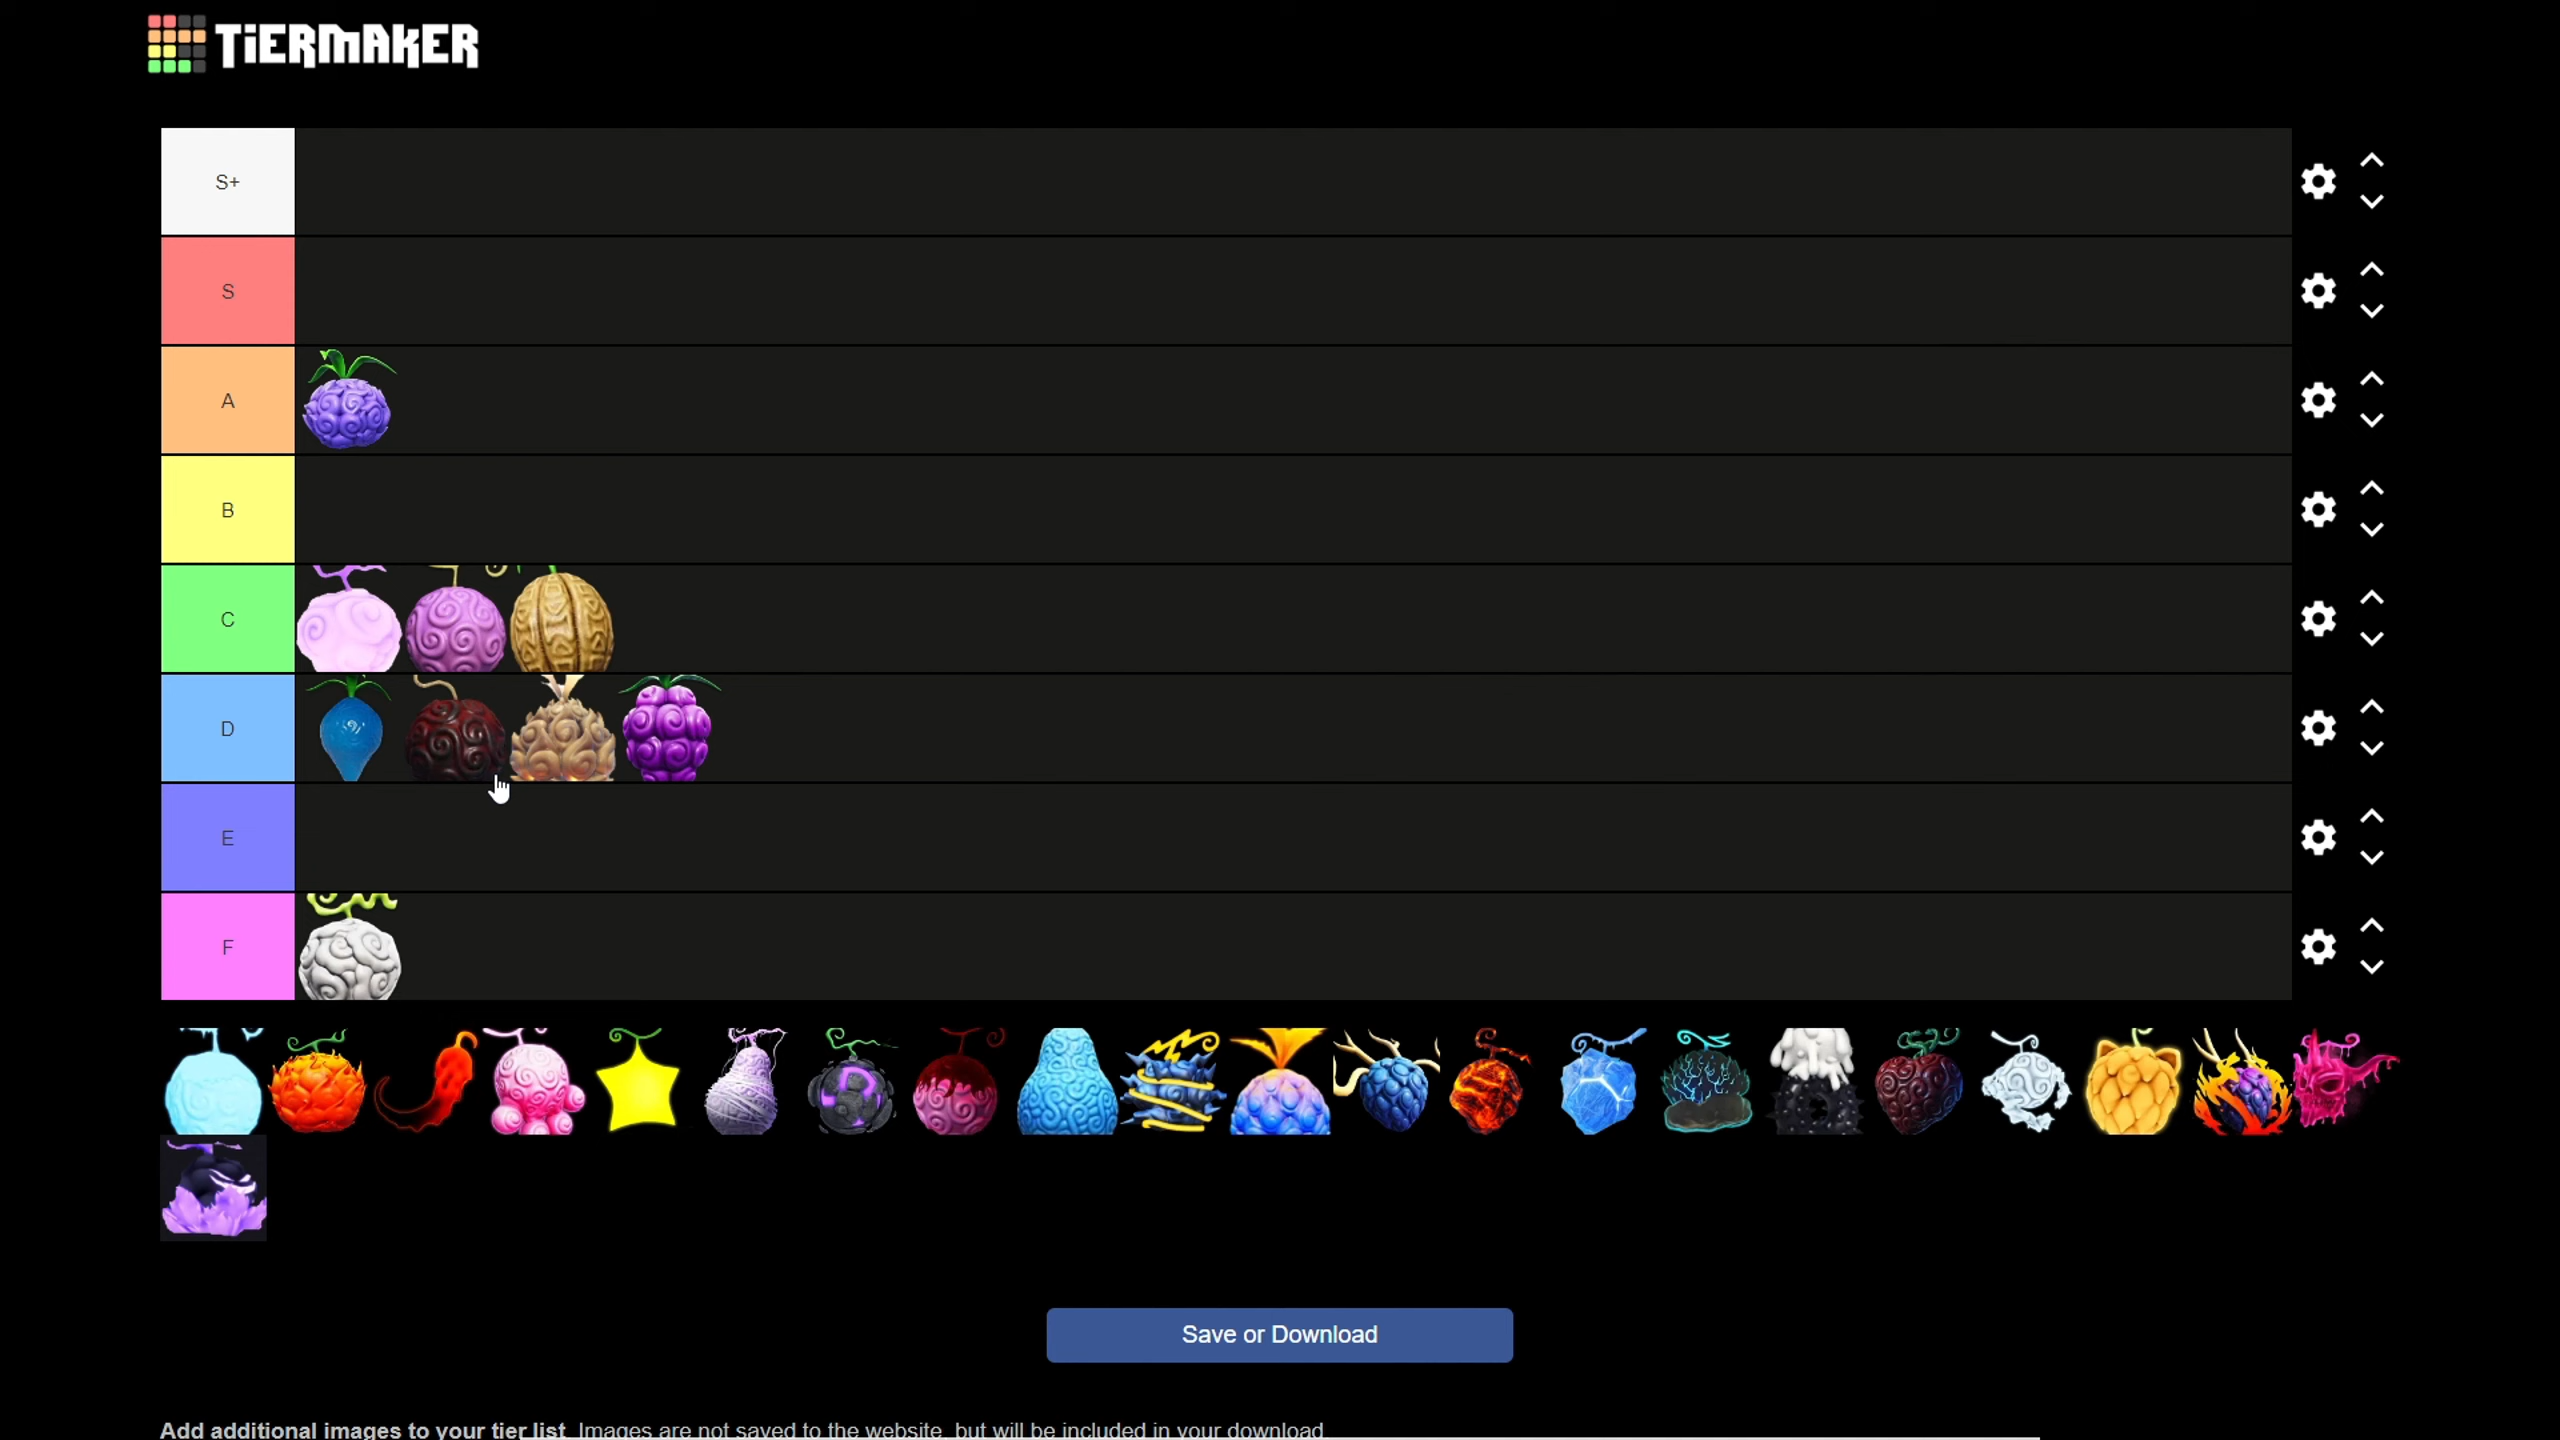 TiERMAKER
S+
S
A
B
C
D
E
F
Save or Download
Add additional images to your tier list. Images are not saved to the website, but will be included in your download.